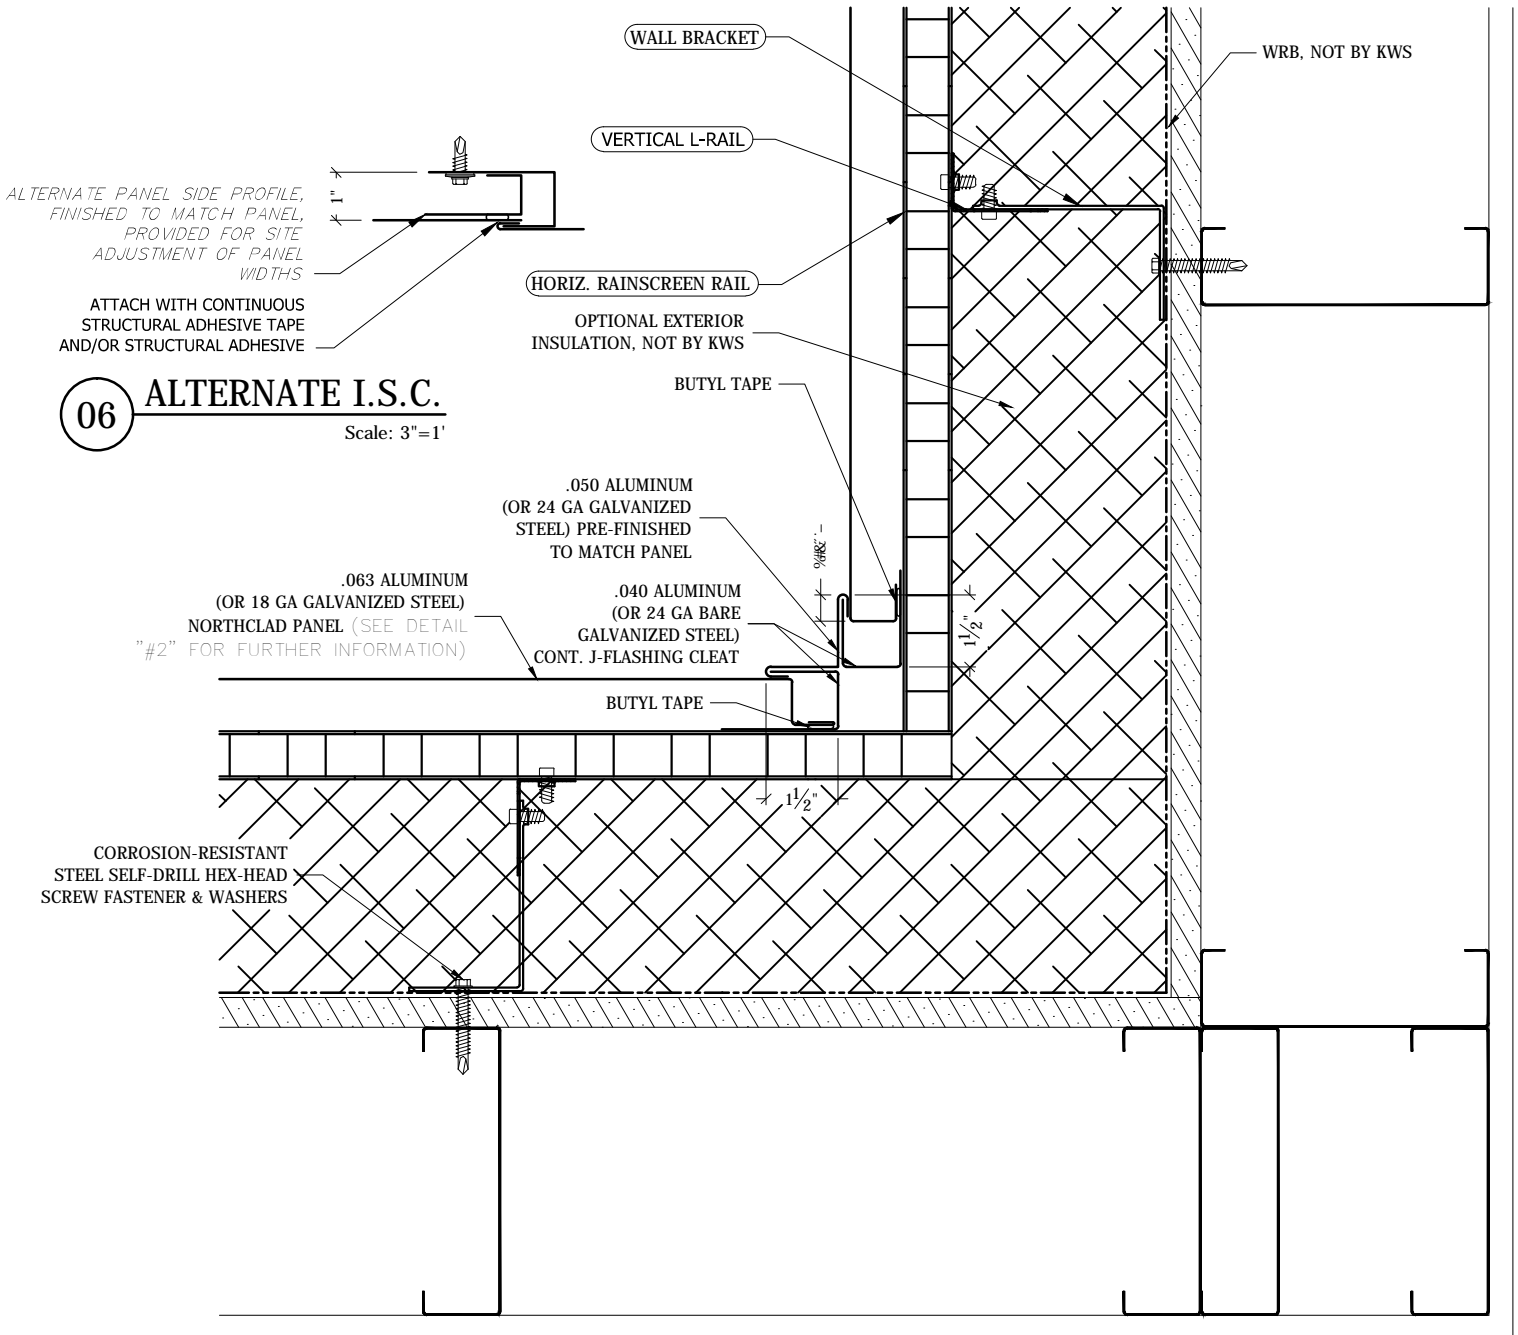 WALL BRACKET
WRB, NOT BY KWS
VERTICAL L-RAIL
ALTERNATE PANEL SIDE PROFILE,
FINISHED TO MATCH PANEL,
PROVIDED FOR SITE
ADJUSTMENT OF PANEL
WIDTHS
1"
ATTACH WITH CONTINUOUS
STRUCTURAL ADHESIVE TAPE
AND/OR STRUCTURAL ADHESIVE
HORIZ. RAINSCREEN RAIL
OPTIONAL EXTERIOR
INSULATION, NOT BY KWS
BUTYL TAPE
06
ALTERNATE I.S.C.
Scale: 3"=1'
.050 ALUMINUM
(OR 24 GA GALVANIZED
STEEL) PRE-FINISHED
TO MATCH PANEL
.063 ALUMINUM
(OR 18 GA GALVANIZED STEEL)
NORTHCLAD PANEL (SEE DETAIL
"#2" FOR FURTHER INFORMATION)
.040 ALUMINUM
(OR 24 GA BARE
GALVANIZED STEEL)
CONT. J-FLASHING CLEAT
1 1/2"
BUTYL TAPE
1 1/2"
CORROSION-RESISTANT
STEEL SELF-DRILL HEX-HEAD
SCREW FASTENER & WASHERS